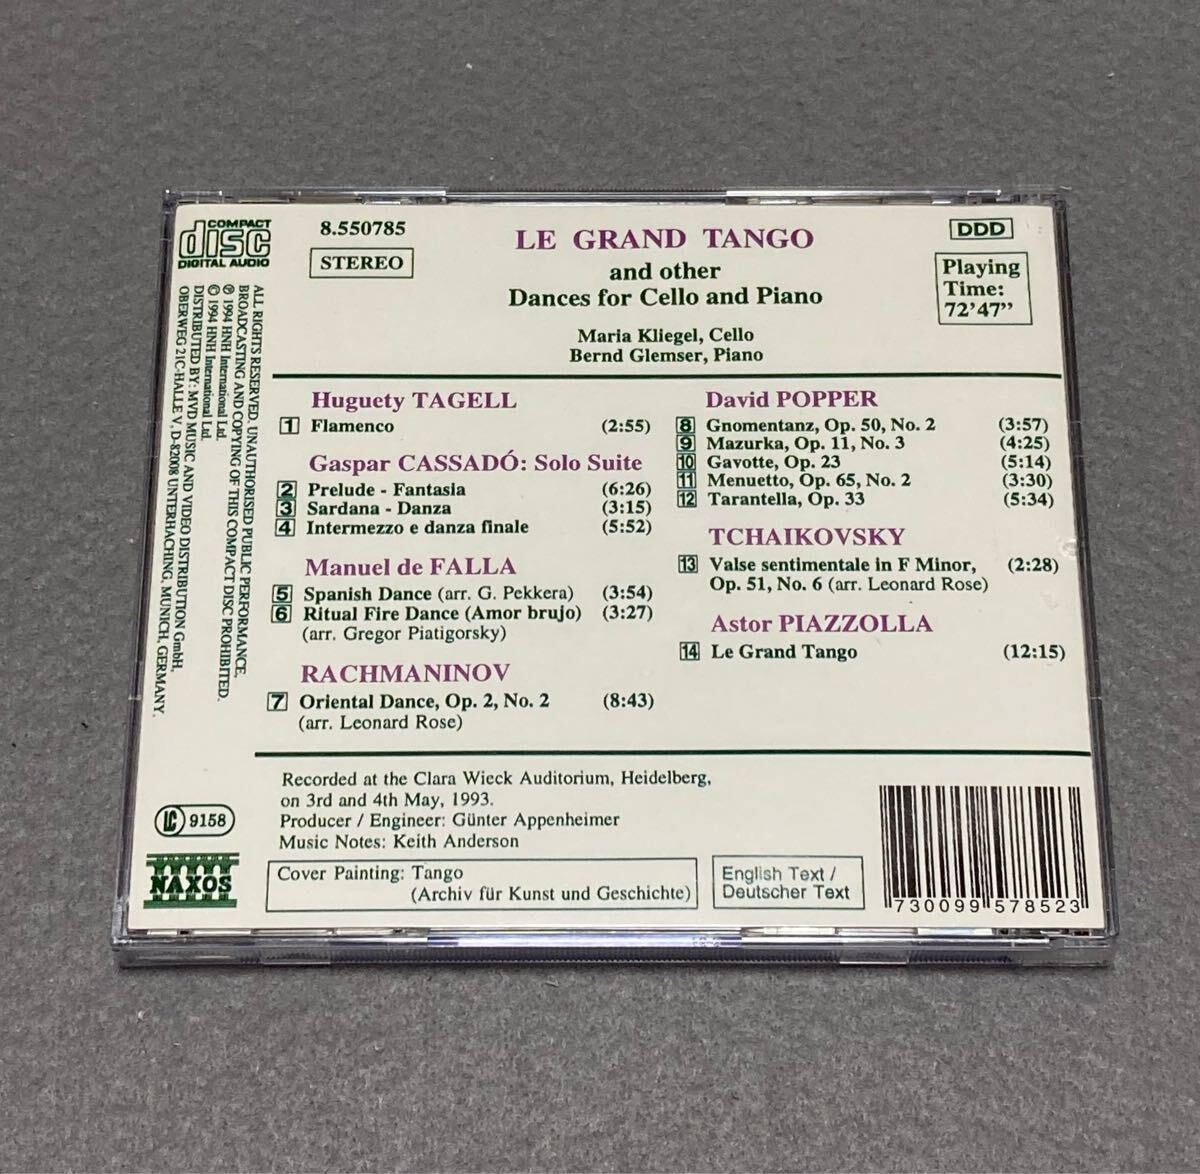 COMPACT
disc
DIGITAL AUDIO
8.550785
STEREO
LE GRAND TANGO
and other
Dances for Cello and Piano
Maria Kliegel, Cello
Bernd Glemser, Piano
DDD
Playing
Time:
72'47"
ALL RIGHTS RESERVED. UNAUTHORISED PUBLIC PERFORMANCE,
BROADCASTING AND COPYING OF THIS COMPACT DISC PROHIBITED.
℗ 1994 HNH International Ltd.
© 1994 HNH International Ltd.
DISTRIBUTED BY: MVD MUSIC AND VIDEO DISTRIBUTION GmbH,
OBERWEG 21C-HALLE V, D-82008 UNTERHACHING, MUNICH, GERMANY.
Huguety TAGELL
1 Flamenco (2:55)
Gaspar CASSADÓ: Solo Suite
2 Prelude - Fantasia (6:26)
3 Sardana - Danza (3:15)
4 Intermezzo e danza finale (5:52)
Manuel de FALLA
5 Spanish Dance (arr. G. Pekkera) (3:54)
6 Ritual Fire Dance (Amor brujo) (3:27)
(arr. Gregor Piatigorsky)
RACHMANINOV
7 Oriental Dance, Op. 2, No. 2 (8:43)
(arr. Leonard Rose)
David POPPER
8 Gnomentanz, Op. 50, No. 2 (3:57)
9 Mazurka, Op. 11, No. 3 (4:25)
10 Gavotte, Op. 23 (5:14)
11 Menuetto, Op. 65, No. 2 (3:30)
12 Tarantella, Op. 33 (5:34)
TCHAIKOVSKY
13 Valse sentimentale in F Minor, (2:28)
Op. 51, No. 6 (arr. Leonard Rose)
Astor PIAZZOLLA
14 Le Grand Tango (12:15)
Recorded at the Clara Wieck Auditorium, Heidelberg,
on 3rd and 4th May, 1993.
Producer / Engineer: Günter Appenheimer
Music Notes: Keith Anderson
LC 9158
NAXOS
Cover Painting: Tango
(Archiv für Kunst und Geschichte)
English Text /
Deutscher Text
730099 578523